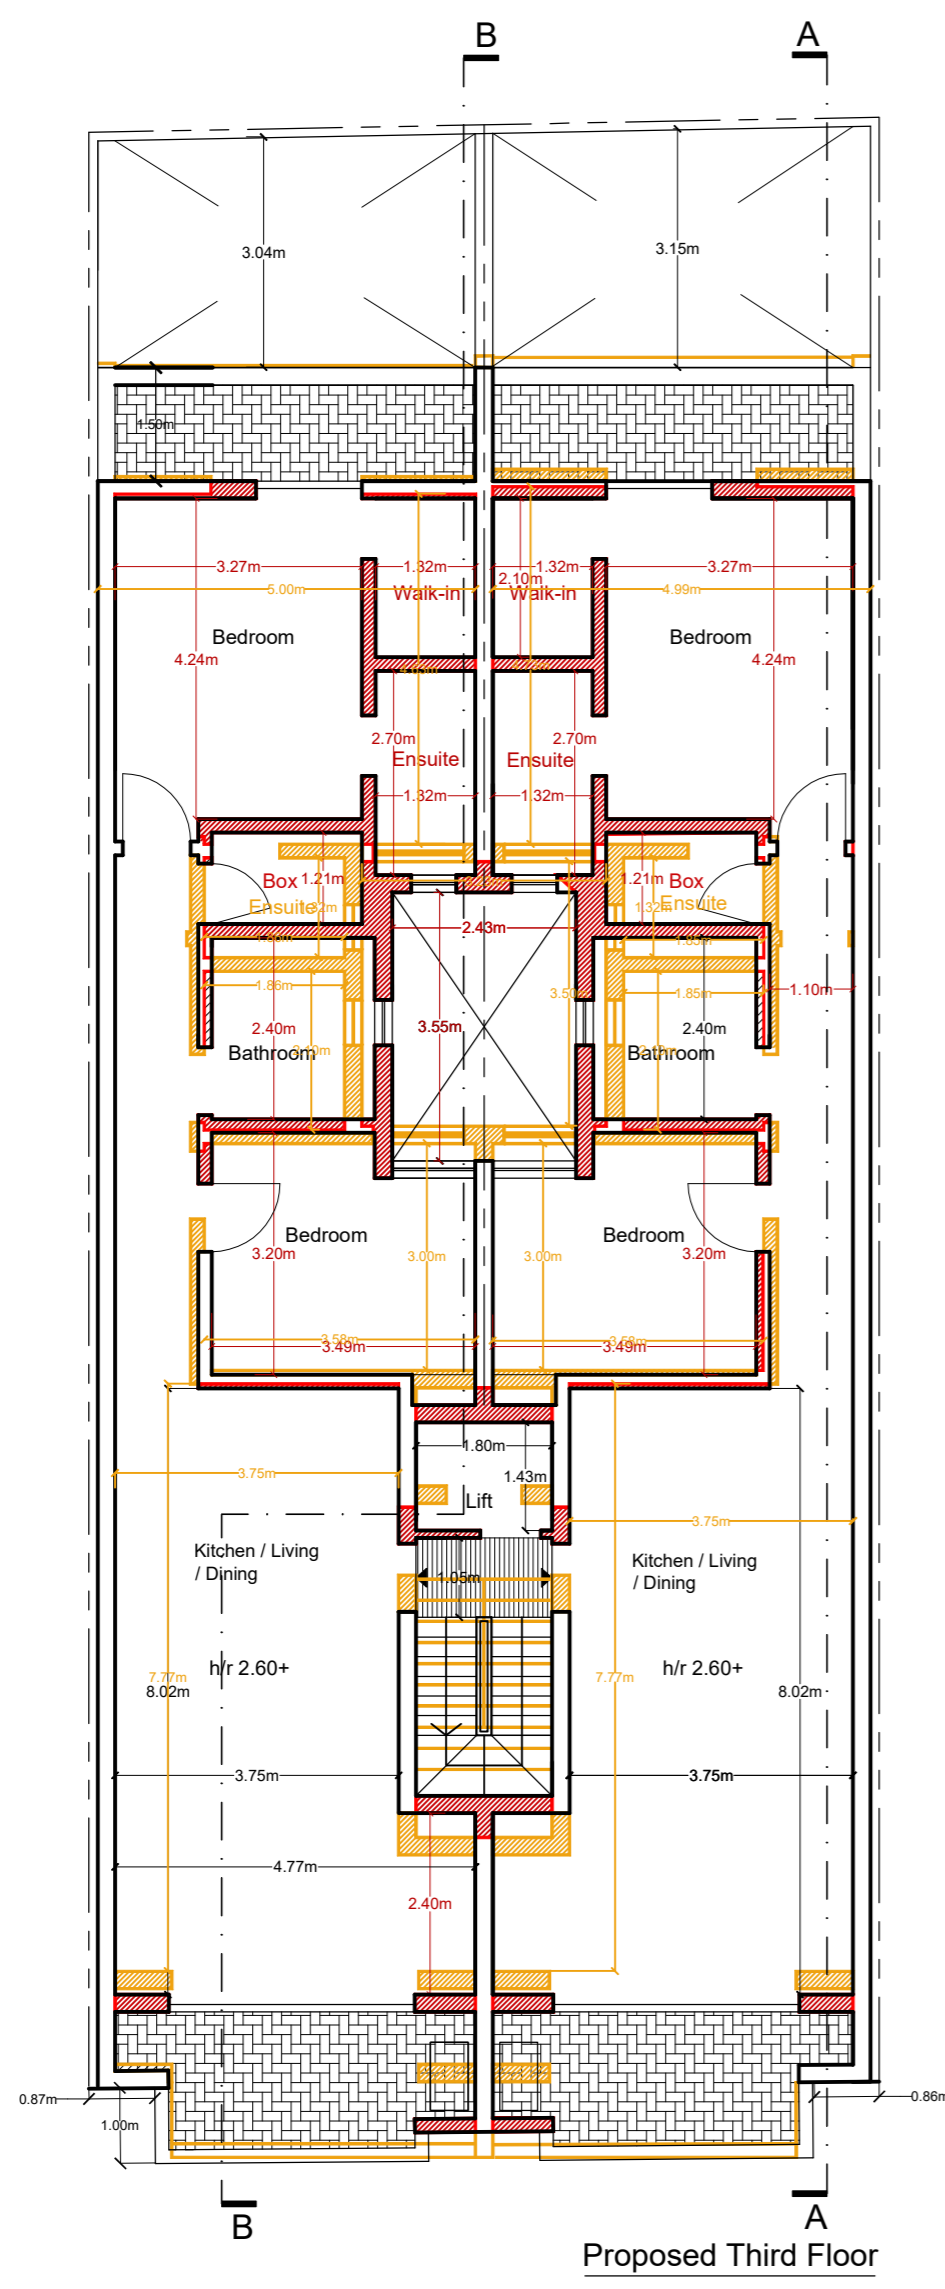 B
A
3.04m
3.15m
1.50m
3.27m
1.32m
1.32m
3.27m
2.10m
Walk-in
Walk-in
5.00m
4.99m
Bedroom
Bedroom
4.24m
4.24m
2.70m
2.70m
Ensuite
Ensuite
1.32m
1.32m
Box
1.21m
1.21m
Box
Ensuite
1.32m
Ensuite
2.43m
1.85m
1.86m
3.50m
1.85m
1.10m
2.40m
3.55m
2.40m
Bathroom
2.10m
Bathroom
Bedroom
Bedroom
3.20m
3.00m
3.00m
3.20m
3.58m
3.58m
3.49m
3.49m
1.80m
1.43m
3.75m
Lift
3.75m
Kitchen / Living
/ Dining
Kitchen / Living
/ Dining
1.05m
h/r 2.60+
h/r 2.60+
7.77m
7.77m
8.02m
8.02m
3.75m
3.75m
4.77m
2.40m
0.87m
0.86m
1.00m
B
A
Proposed Third Floor